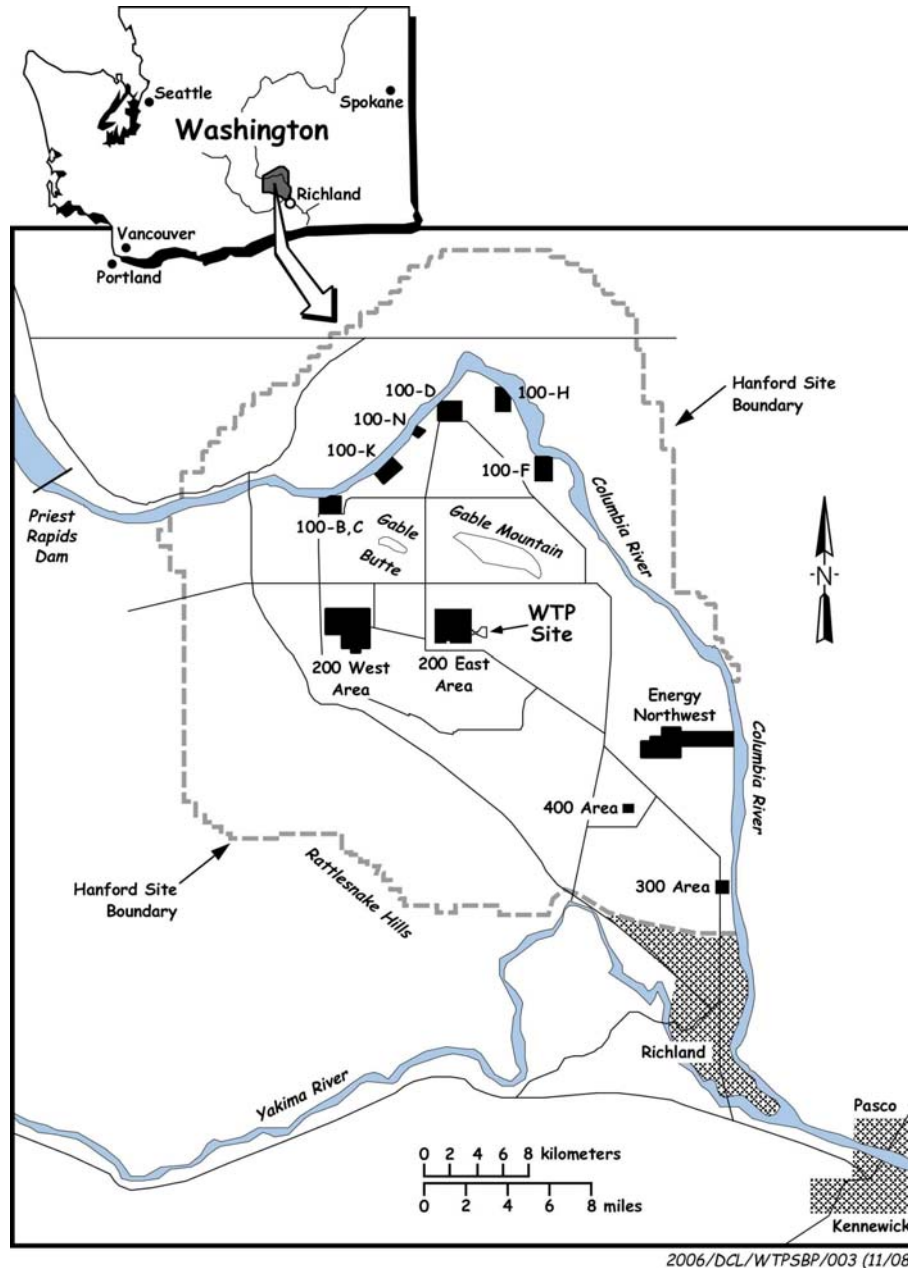 Seattle
Spokane
Washington
Richland
Vancouver
Portland
Hanford Site
Boundary
100-D
100-H
100-N
100-K
100-F
Priest
Rapids
Dam
100-B,C
Gable
Butte
Gable Mountain
Columbia River
-N-
WTP
Site
200 West
Area
200 East
Area
Energy
Northwest
Columbia River
400 Area
300 Area
Hanford Site
Boundary
Rattlesnake Hills
Richland
Yakima River
Pasco
0 2 4 6 8 kilometers
0 2 4 6 8 miles
Kennewick
2006/DCL/WTPSBP/003 (11/08